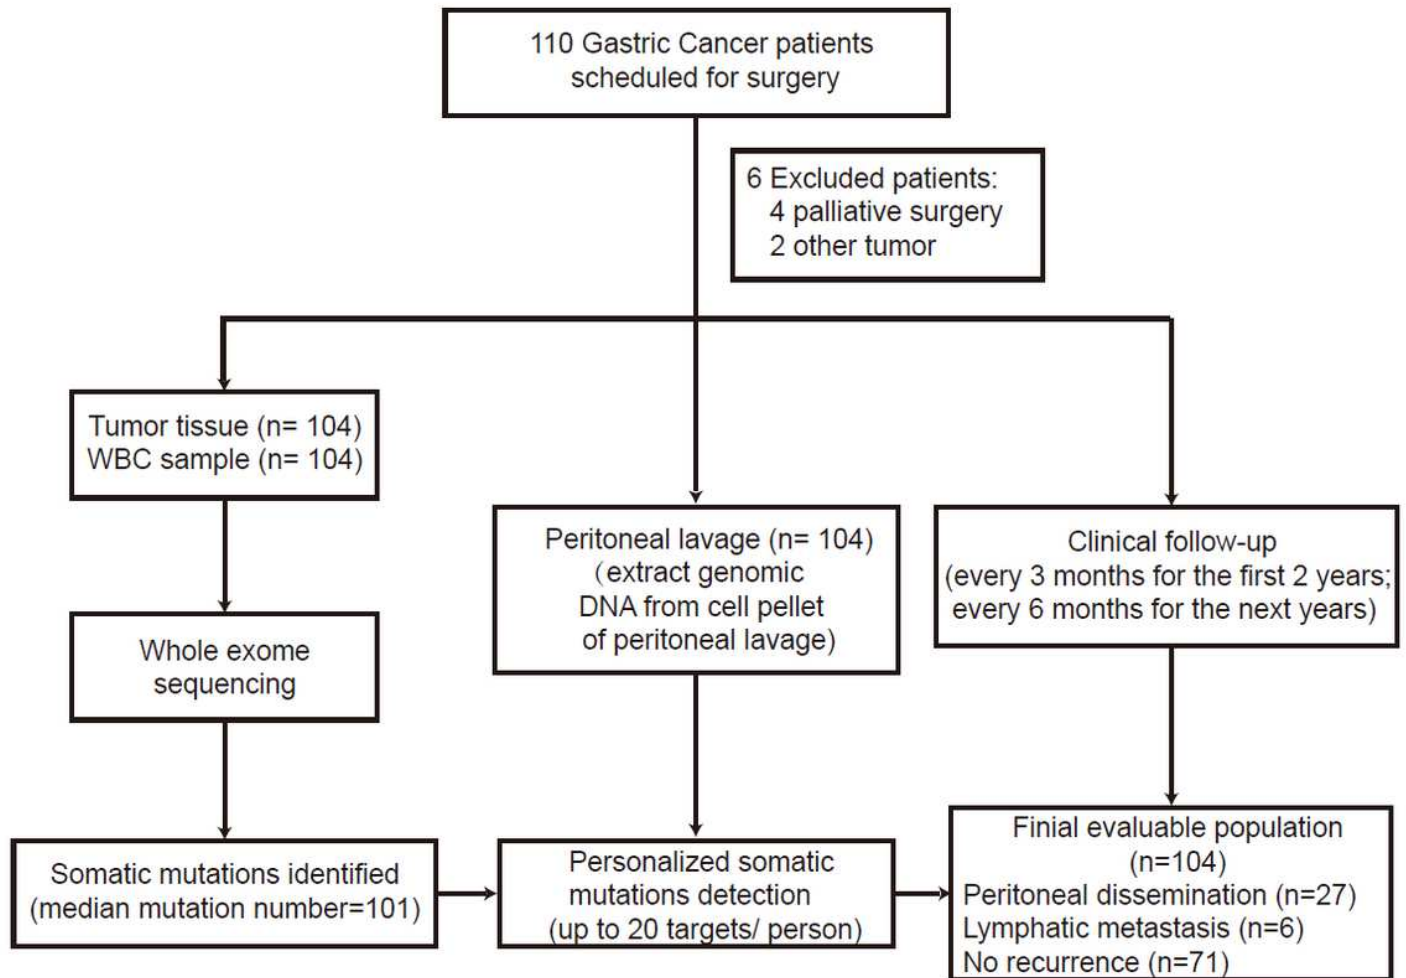 110 Gastric Cancer patients
scheduled for surgery
6 Excluded patients:
4 palliative surgery
2 other tumor
Tumor tissue (n= 104)
WBC sample (n= 104)
Whole exome
sequencing
Somatic mutations identified
(median mutation number=101)
Peritoneal lavage (n= 104)
(extract genomic
DNA from cell pellet
of peritoneal lavage)
Personalized somatic
mutations detection
(up to 20 targets/ person)
Clinical follow-up
(every 3 months for the first 2 years;
every 6 months for the next years)
Finial evaluable population
(n=104)
Peritoneal dissemination (n=27)
Lymphatic metastasis (n=6)
No recurrence (n=71)